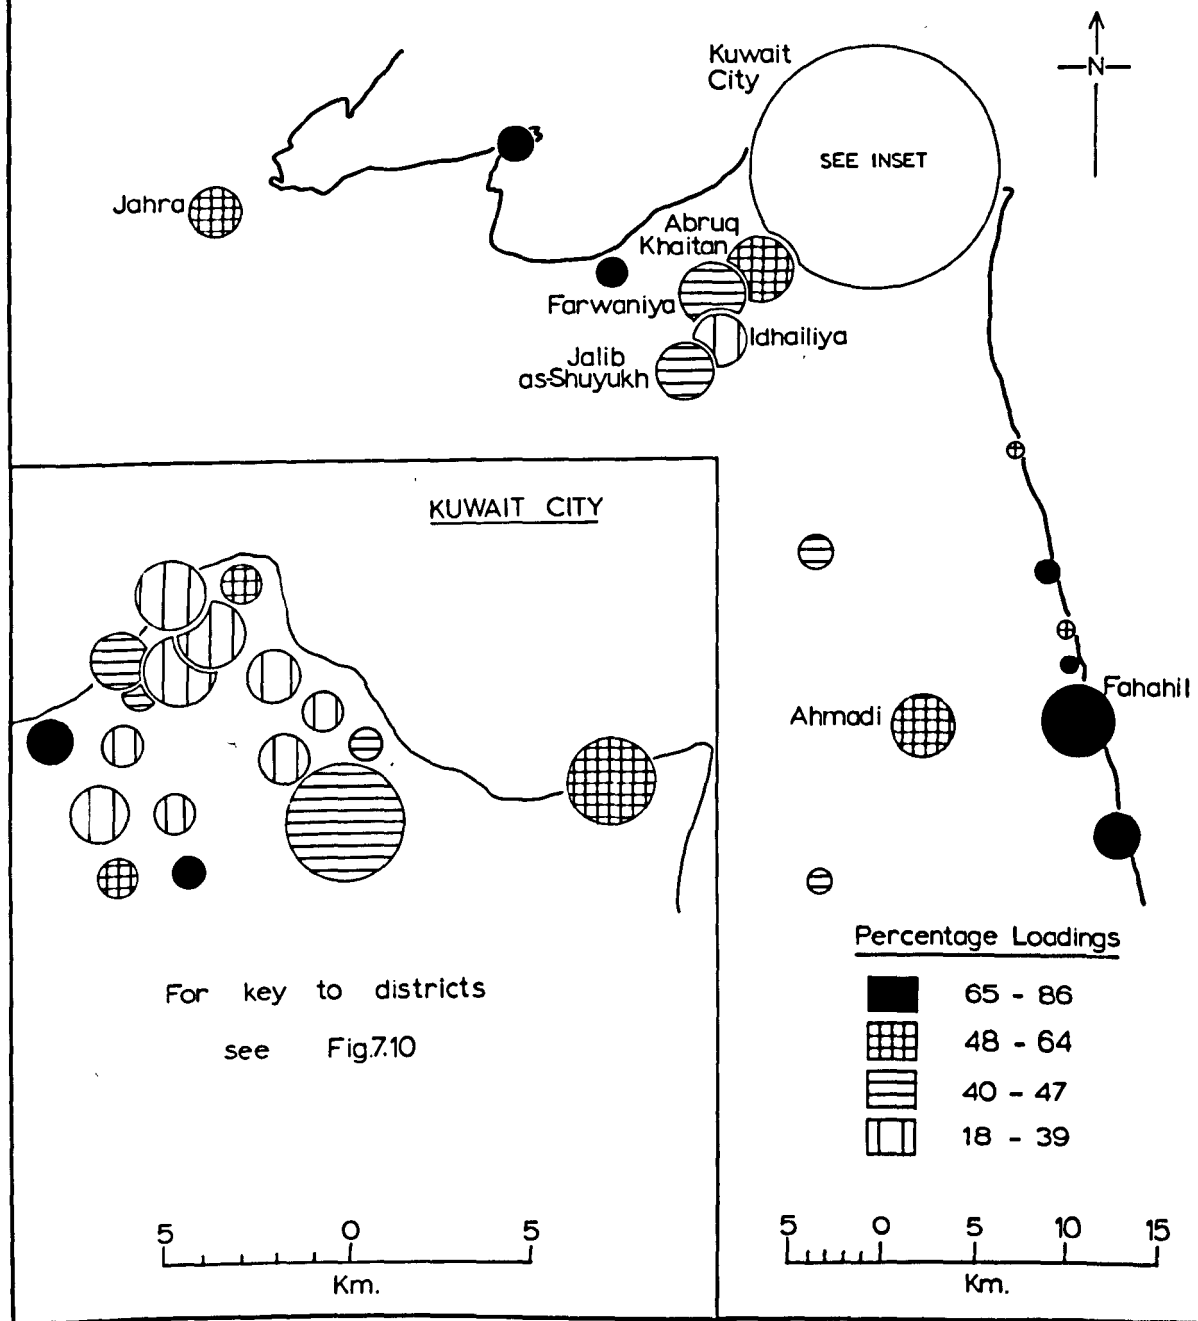 Kuwait
City
N
SEE INSET
3
Jahra
Abruq
Khaitan
Farwaniya
Idhailiya
Jalib
as-Shuyukh
KUWAIT CITY
Fahahil
Ahmadi
For key to districts
see Fig.7.10
Percentage Loadings
65 - 86
48 - 64
40 - 47
18 - 39
5 0 5
Km.
5 0 5 10 15
Km.